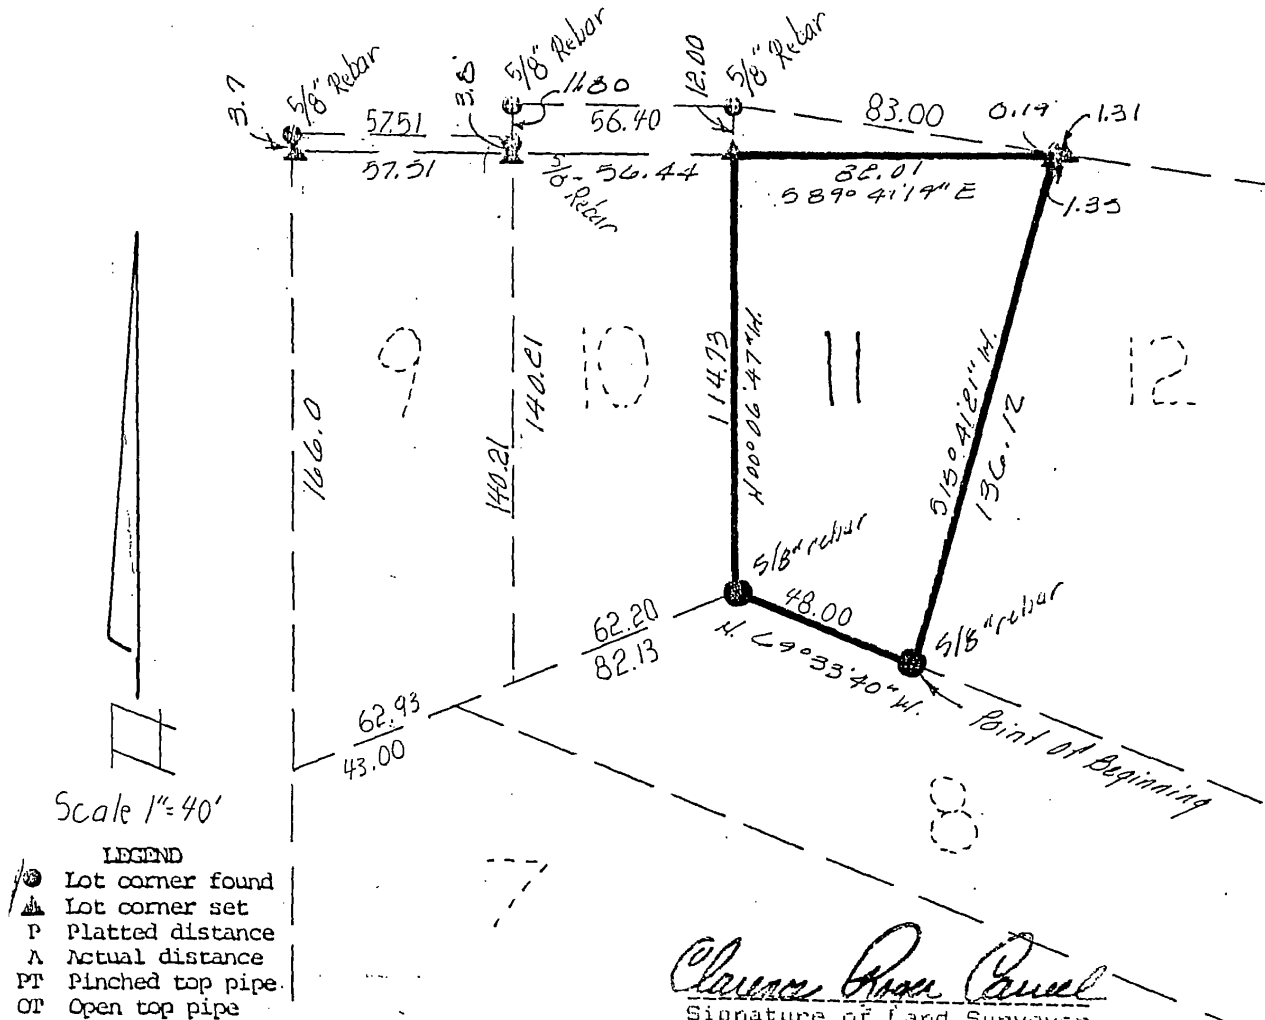 3.7
5/8" Rebar
57.51
57.51
3.8
5/8" Rebar
11.80
56.40
12.00
5/8" Rebar
83.00
0.19
1.31
5/8 Rebar
56.44
82.01
S 89° 41'19" E
1.35
9
10
11
12
166.0
140.21
140.21
114.73
N00° 06' 47" W.
S15° 41'21" W.
136.12
5/8" rebar
48.00
N. 69° 33' 40" W.
5/8" rebar
Point Of Beginning
62.20
82.13
62.93
43.00
8
7
Scale 1"=40'
LEGEND
Lot corner found
Lot corner set
P Platted distance
A Actual distance
PT Pinched top pipe
OT Open top pipe
Clarence Roger
Signature of Land Surveyor